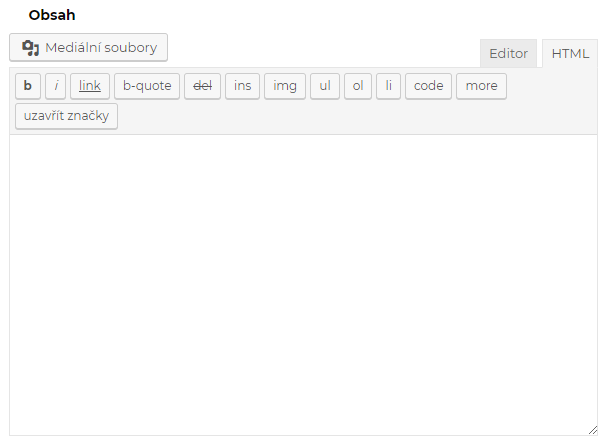 Obsah
Mediální soubory
Editor HTML
b i link b-quote del ins img ul ol li code more
uzavřít značky